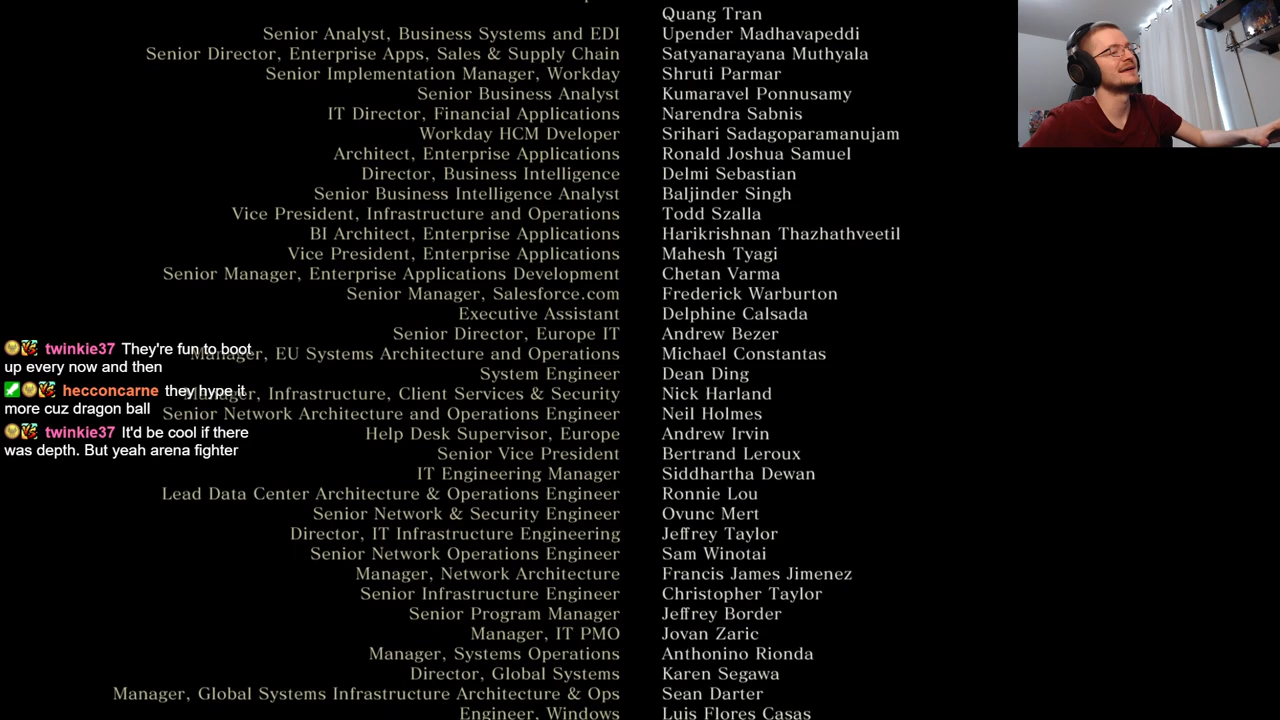 Quang Tran
Senior Analyst, Business Systems and EDI Upender Madhavapeddi
Senior Director, Enterprise Apps, Sales & Supply Chain Satyanarayana Muthyala
Senior Implementation Manager, Workday Shruti Parmar
Senior Business Analyst Kumaravel Ponnusamy
IT Director, Financial Applications Narendra Sabnis
Workday HCM Dveloper Srihari Sadagoparamanujam
Architect, Enterprise Applications Ronald Joshua Samuel
Director, Business Intelligence Delmi Sebastian
Senior Business Intelligence Analyst Baljinder Singh
Vice President, Infrastructure and Operations Todd Szalla
BI Architect, Enterprise Applications Harikrishnan Thazhathveetil
Vice President, Enterprise Applications Mahesh Tyagi
Senior Manager, Enterprise Applications Development Chetan Varma
Senior Manager, Salesforce.com Frederick Warburton
Executive Assistant Delphine Calsada
Senior Director, Europe IT Andrew Bezer
Manager, EU Systems Architecture and Operations Michael Constantas
System Engineer Dean Ding
Manager, Infrastructure, Client Services & Security Nick Harland
Senior Network Architecture and Operations Engineer Neil Holmes
Help Desk Supervisor, Europe Andrew Irvin
Senior Vice President Bertrand Leroux
IT Engineering Manager Siddhartha Dewan
Lead Data Center Architecture & Operations Engineer Ronnie Lou
Senior Network & Security Engineer Ovunc Mert
Director, IT Infrastructure Engineering Jeffrey Taylor
Senior Network Operations Engineer Sam Winotai
Manager, Network Architecture Francis James Jimenez
Senior Infrastructure Engineer Christopher Taylor
Senior Program Manager Jeffrey Border
Manager, IT PMO Jovan Zaric
Manager, Systems Operations Anthonino Rionda
Director, Global Systems Karen Segawa
Manager, Global Systems Infrastructure Architecture & Ops Sean Darter
Engineer, Windows Luis Flores Casas
twinkie37 They're fun to boot
up every now and then
hecconcarne they hype it
more cuz dragon ball
twinkie37 It'd be cool if there
was depth. But yeah arena fighter